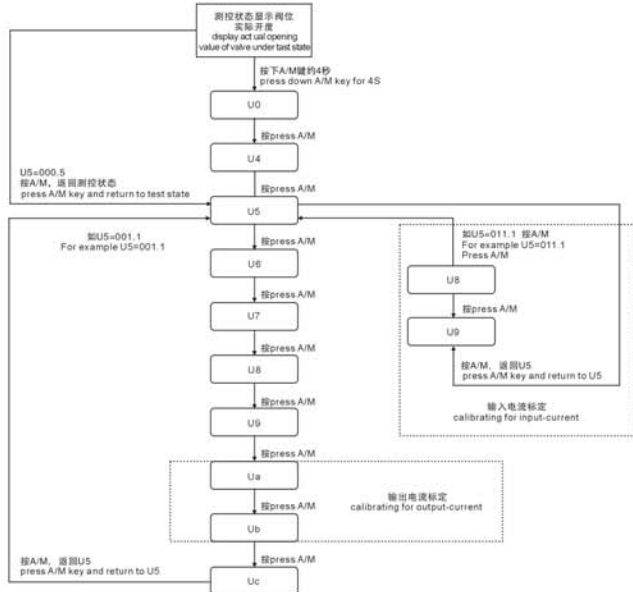 测控状态显示阀位
实际开度
display act ual opening
value of valve under tast state
按下A/M键约4秒
press down A/M key for 4S
U0
按press A/M
U4
按press A/M
U5=000.5
按A/M，返回测控状态
press A/M key and return to test state
U5
如U5=001.1
For example U5=001.1
按press A/M
U6
按press A/M
U7
按press A/M
U8
按press A/M
U9
按press A/M
Ua
按press A/M
Ub
按press A/M
Uc
输出电流标定
calibrating for output-current
按A/M， 返回U5
press A/M key and return to U5
如U5=011.1 按A/M
For example U5=011.1
Press A/M
U8
按press A/M
U9
按A/M， 返回U5
press A/M key and return to U5
输入电流标定
calibrating for input-current